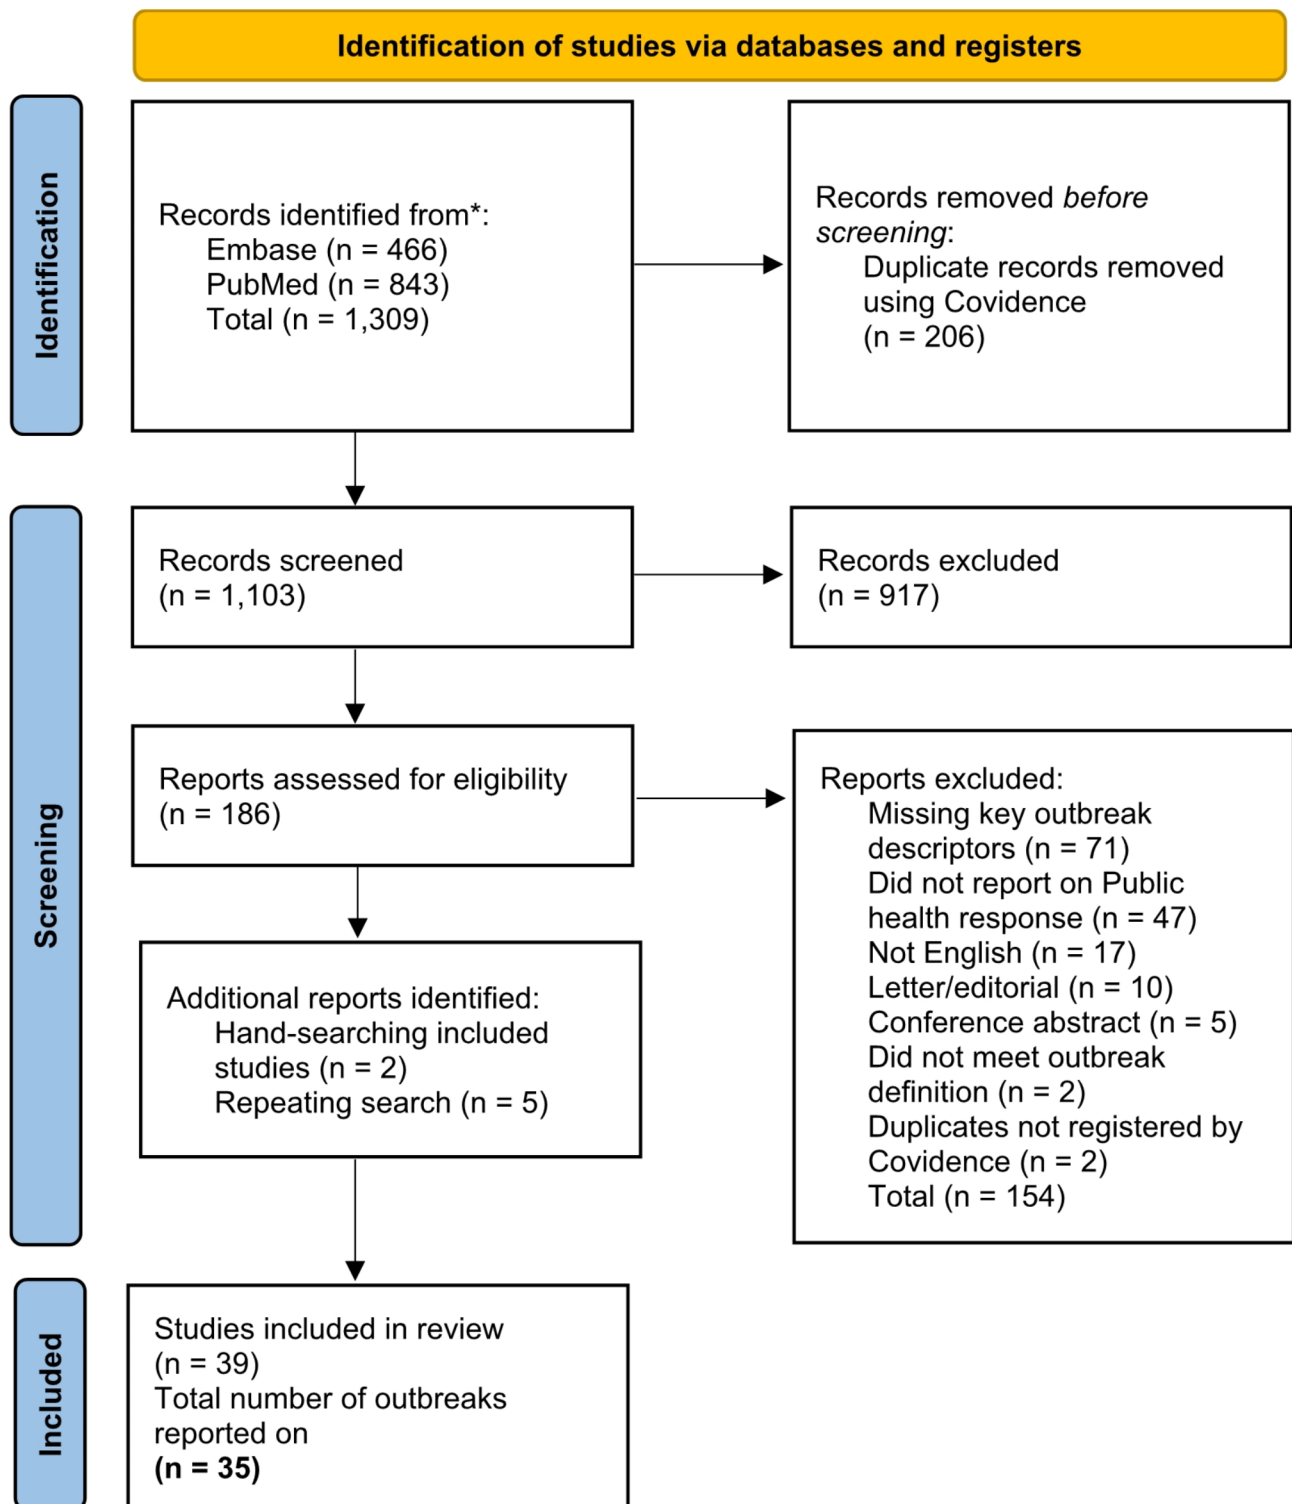 Identification of studies via databases and registers
Identification
Records identified from*:
Embase (n = 466)
PubMed (n = 843)
Total (n = 1,309)
Records removed before
screening:
Duplicate records removed
using Covidence
(n = 206)
Screening
Records screened
(n = 1,103)
Records excluded
(n = 917)
Reports assessed for eligibility
(n = 186)
Reports excluded:
Missing key outbreak
descriptors (n = 71)
Did not report on Public
health response (n = 47)
Not English (n = 17)
Letter/editorial (n = 10)
Conference abstract (n = 5)
Did not meet outbreak
definition (n = 2)
Duplicates not registered by
Covidence (n = 2)
Total (n = 154)
Additional reports identified:
Hand-searching included
studies (n = 2)
Repeating search (n = 5)
Included
Studies included in review
(n = 39)
Total number of outbreaks
reported on
(n = 35)